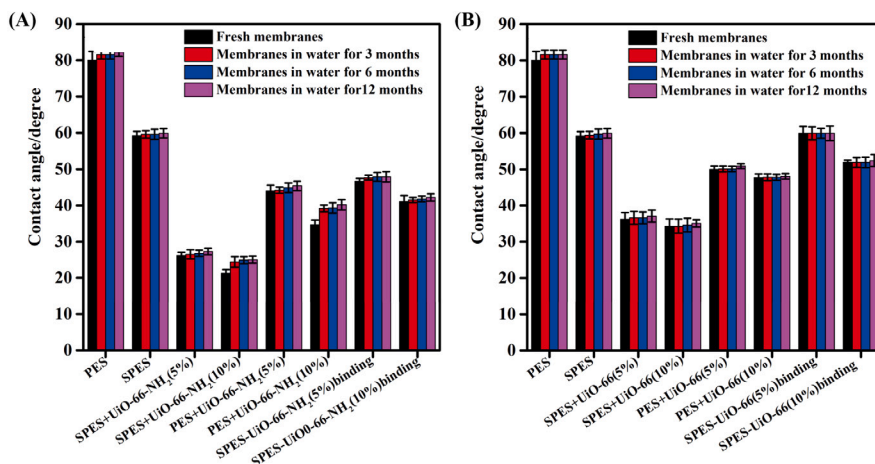 (A)
Contact angle/degree
90
80
70
60
50
40
30
20
10
0
Fresh membranes
Membranes in water for 3 months
Membranes in water for 6 months
Membranes in water for12 months
PES
SPES
SPES+UiO-66-NH2(5%)
SPES+UiO-66-NH2(10%)
PES+UiO-66-NH2(5%)
PES+UiO-66-NH2(10%)
SPES-UiO-66-NH2(5%)binding
SPES-UiO0-66-NH2(10%)binding
(B)
Contact angle/degree
90
80
70
60
50
40
30
20
10
0
Fresh membranes
Membranes in water for 3 months
Membranes in water for 6 months
Membranes in water for12 months
PES
SPES
SPES+UiO-66(5%)
SPES+UiO-66(10%)
PES+UiO-66(5%)
PES+UiO-66(10%)
SPES-UiO-66(5%)binding
SPES-UiO-66(10%)binding